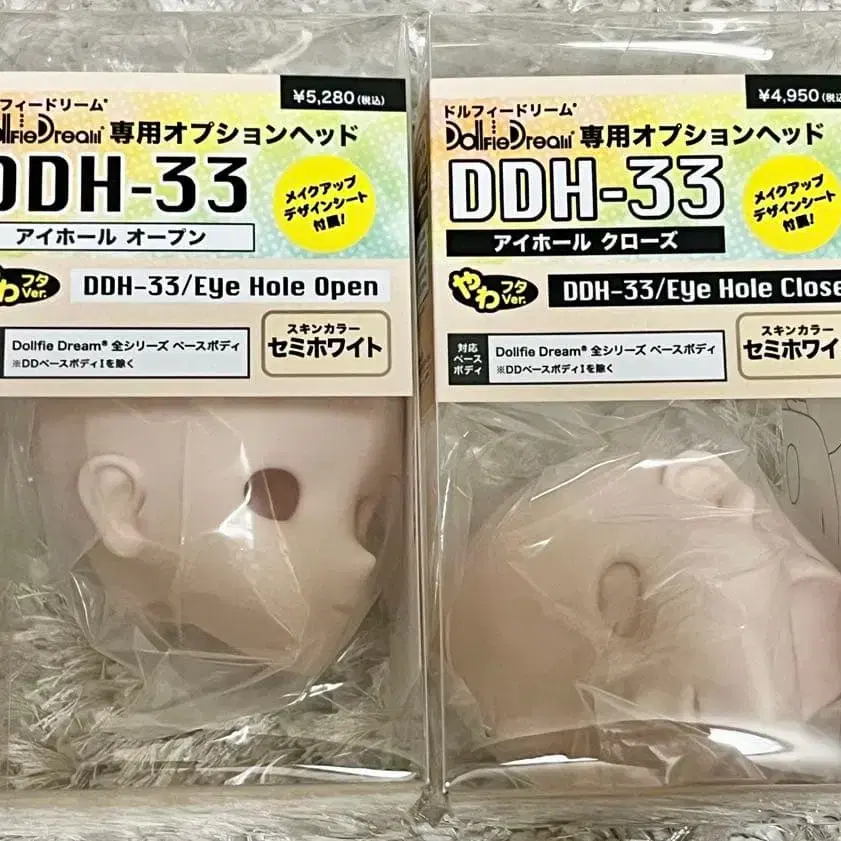 ¥5,280(税込)
フィードリーム®
ollfieDream® 専用オプションヘッド
DDH-33
アイホール オープン
メイクアップ
デザインシート
付属!
わ フタ Ver.
DDH-33/Eye Hole Open
Dollfie Dream® 全シリーズ ベースボディ
※DDベースボディⅠを除く
スキンカラー
セミホワイト
¥4,950(税込
ドルフィードリーム®
DollfieDream® 専用オプションヘッド
DDH-33
アイホール クローズ
メイクアップ
デザインシート
付属!
やわ フタ Ver.
DDH-33/Eye Hole Close
対応
ベース
ボディ
Dollfie Dream® 全シリーズ ベースボディ
※DDベースボディⅠを除く
スキンカラー
セミホワイ